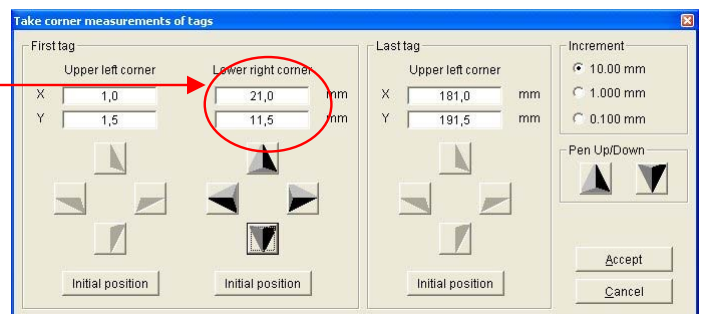 Take corner measurements of tags
First tag
Upper left corner
Lower right corner
X 1,0
21,0 mm
Y 1,5
11,5 mm
Initial position
Initial position
Last tag
Upper left corner
X 181,0 mm
Y 191,5 mm
Initial position
Increment
10.00 mm
1.000 mm
0.100 mm
Pen Up/Down
Accept
Cancel